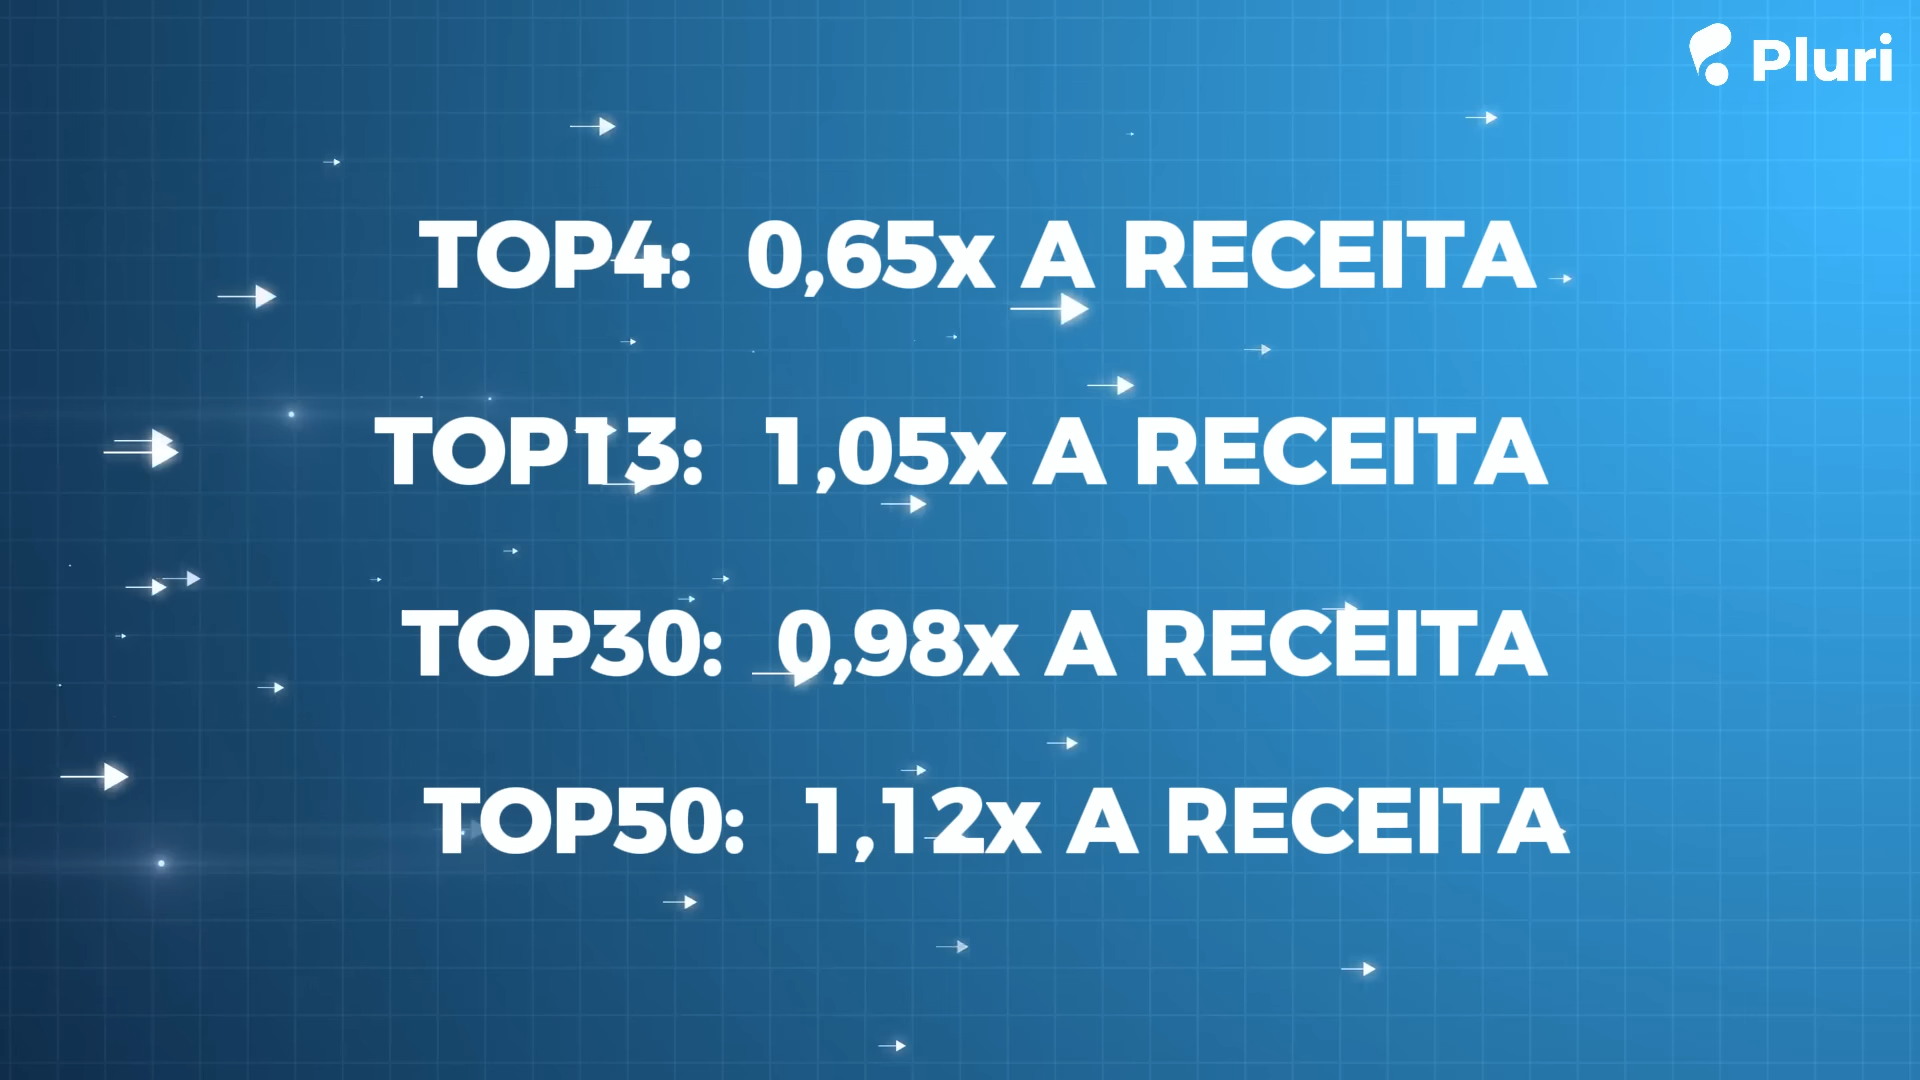 Pluri
TOP4: 0,65x A RECEITA
TOP13: 1,05x A RECEITA
TOP30: 0,98x A RECEITA
TOP50: 1,12x A RECEITA